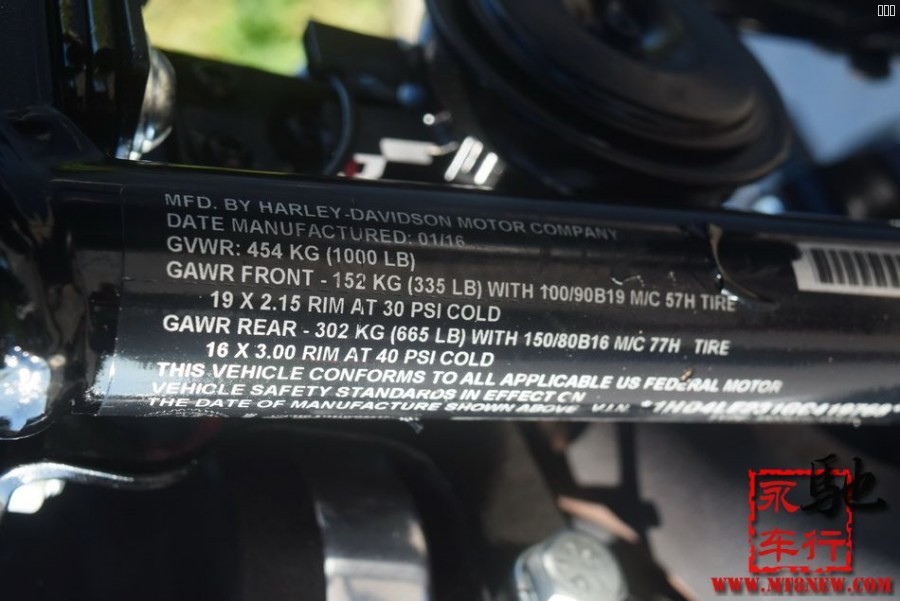 MFD. BY HARLEY-DAVIDSON MOTOR COMPANY
DATE MANUFACTURED: 01/16
GVWR: 454 KG (1000 LB)
GAWR FRONT - 152 KG (335 LB) WITH 100/90B19 M/C 57H TIRE
19 X 2.15 RIM AT 30 PSI COLD
GAWR REAR - 302 KG (665 LB) WITH 150/80B16 M/C 77H TIRE
16 X 3.00 RIM AT 40 PSI COLD
THIS VEHICLE CONFORMS TO ALL APPLICABLE US FEDERAL MOTOR
VEHICLE SAFETY STANDARDS IN EFFECT ON
THE DATE OF MANUFACTURE SHOWN ABOVE V.I.N.
永驰
车行
WWW.MT8NEW.COM